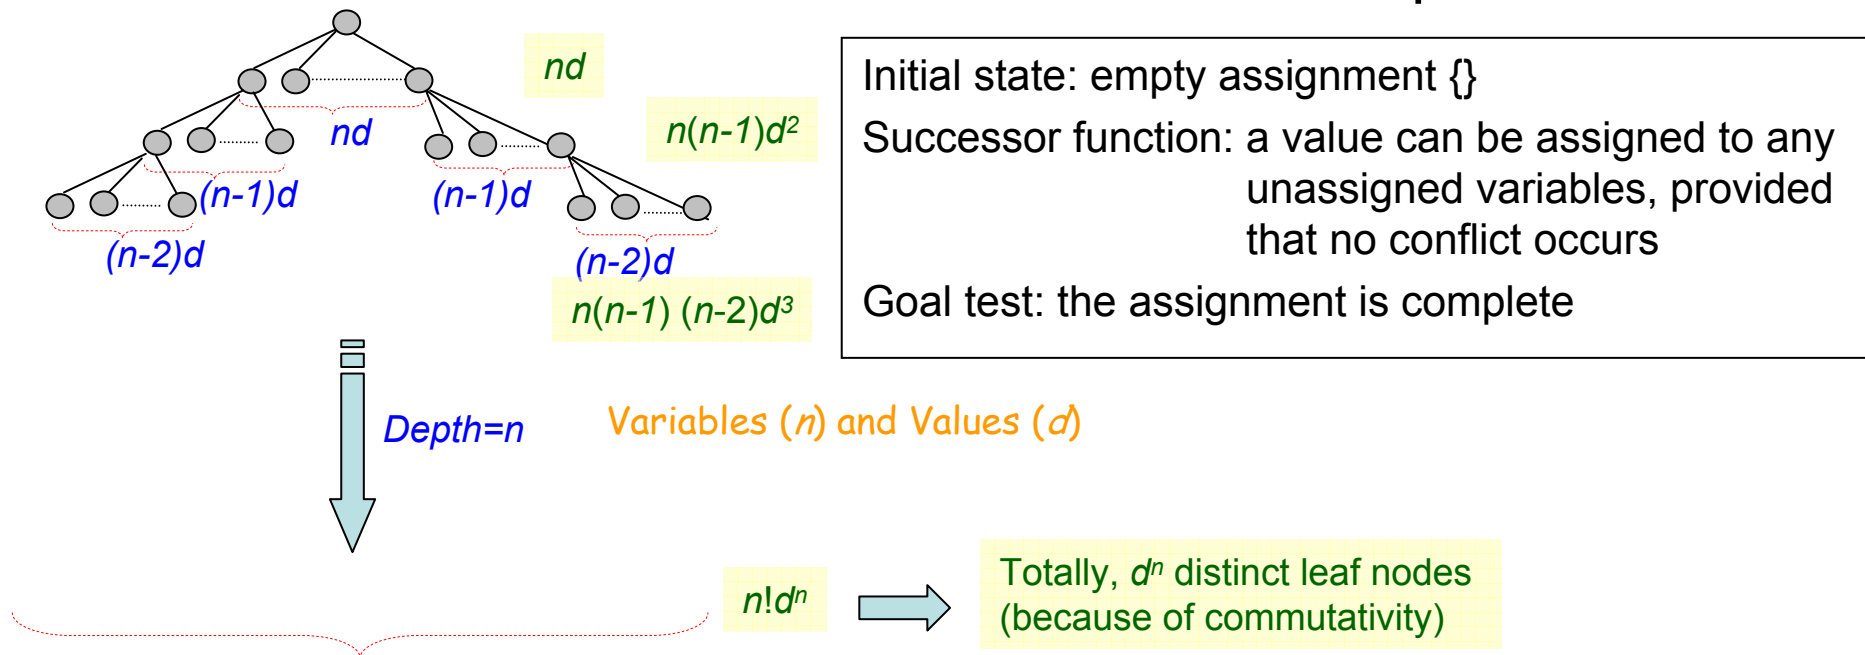 nd
Initial state: empty assignment {}
nd
n(n-1)d²
Successor function: a value can be assigned to any
unassigned variables, provided
that no conflict occurs
(n-1)d
(n-1)d
(n-2)d
(n-2)d
n(n-1) (n-2)d³
Goal test: the assignment is complete
Depth=n
Variables (n) and Values (d)
n!dⁿ
Totally, dⁿ distinct leaf nodes
(because of commutativity)